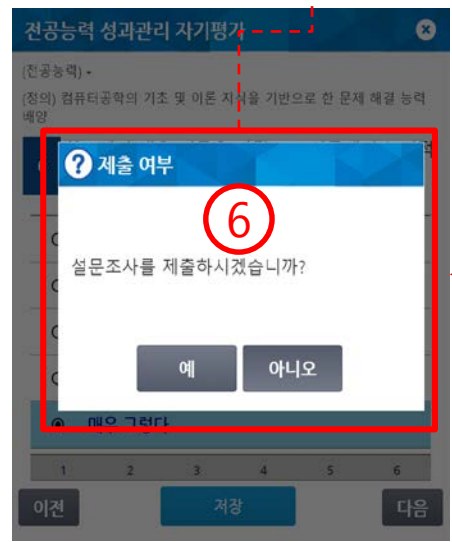 전공능력 성과관리 자기평가
(전공능력) -
(정의) 컴퓨터공학의 기초 및 이론 지식을 기반으로 한 문제 해결 능력
배양
? 제출 여부
6
설문조사를 제출하시겠습니까?
예 아니오
매우 그렇다
1 2 3 4 5 6
이전 저장 다음